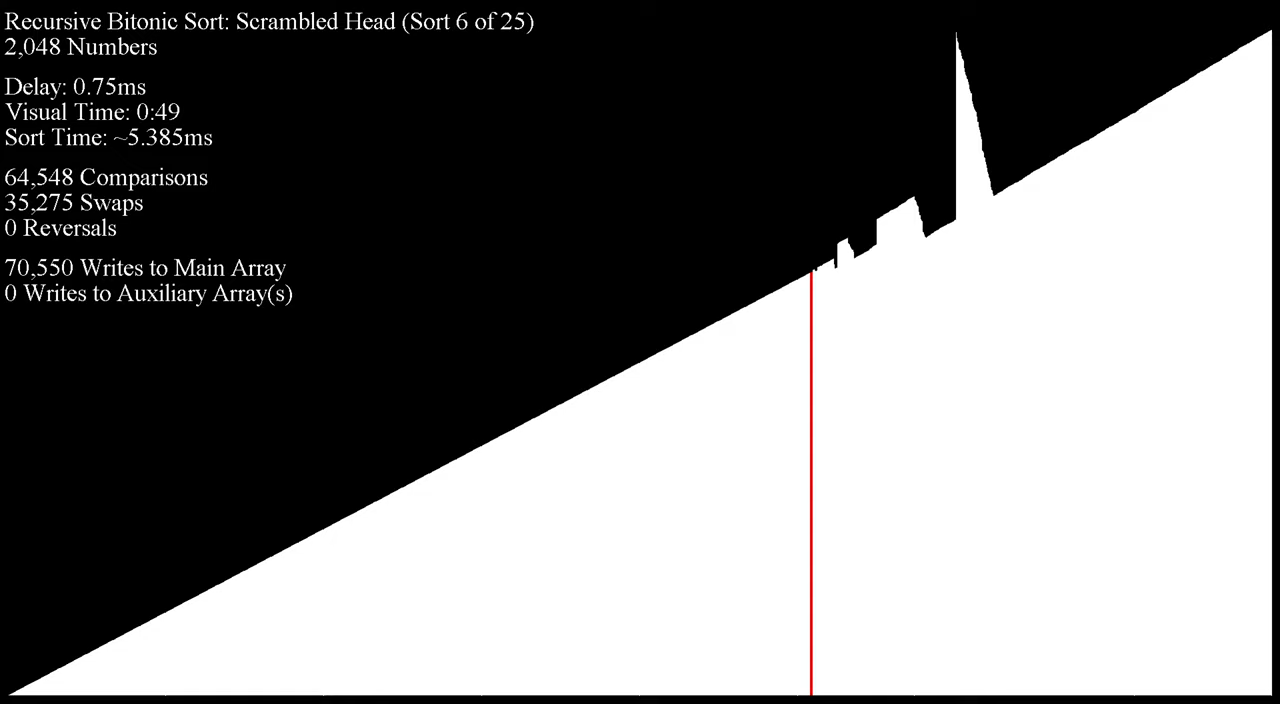 Recursive Bitonic Sort: Scrambled Head (Sort 6 of 25)
2,048 Numbers
Delay: 0.75ms
Visual Time: 0:49
Sort Time: ~5.385ms
64,548 Comparisons
35,275 Swaps
0 Reversals
70,550 Writes to Main Array
0 Writes to Auxiliary Array(s)